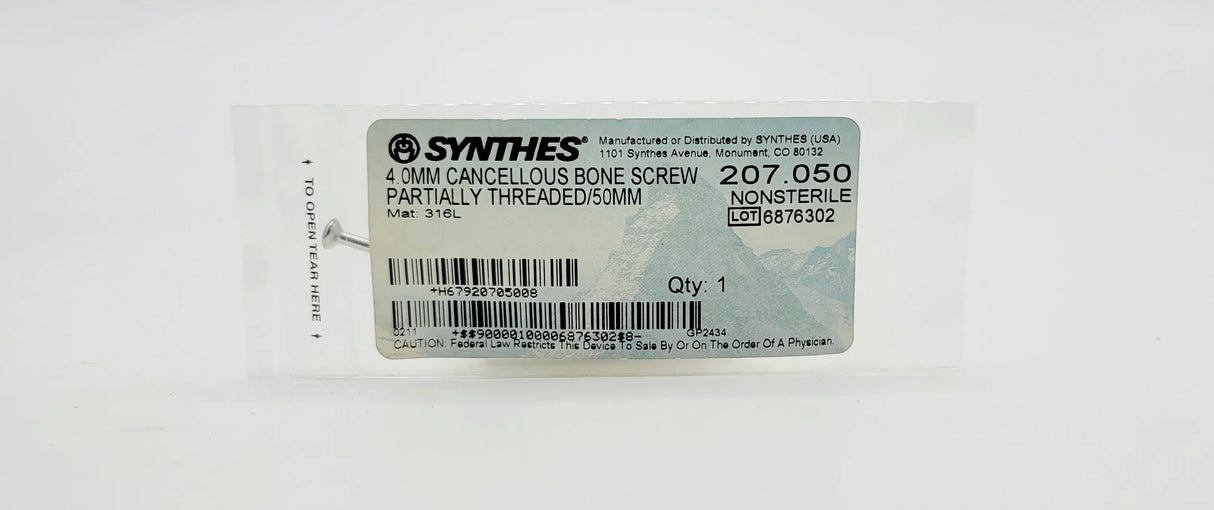 SYNTHES®
Manufactured or Distributed by SYNTHES (USA)
1101 Synthes Avenue, Monument, CO 80132
4.0MM CANCELLOUS BONE SCREW
PARTIALLY THREADED/50MM
Mat: 316L
207.050
NONSTERILE
LOT 6876302
+H67920705008
Qty: 1
0211 +$$90000100006876302$8- GP2434
CAUTION: Federal Law Restricts This Device To Sale By Or On The Order Of A Physician.
TO OPEN TEAR HERE